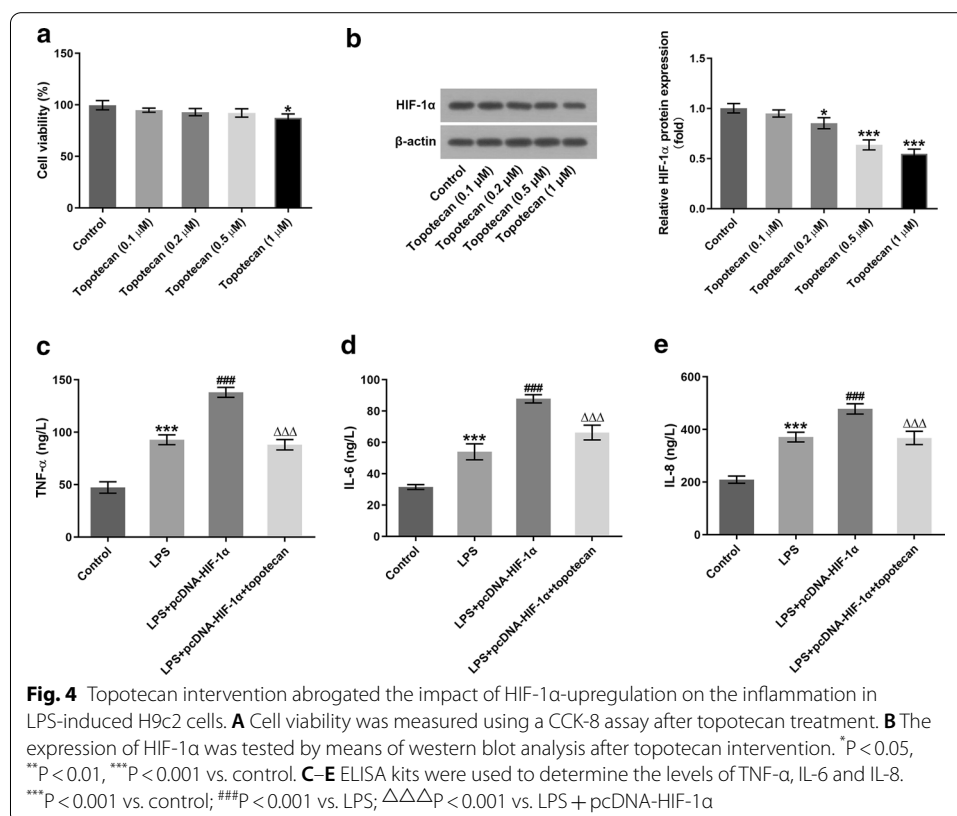 a
150
100
50
0
Cell viability (%)
*
Control
Topotecan (0.1 μM)
Topotecan (0.2 μM)
Topotecan (0.5 μM)
Topotecan (1 μM)
b
HIF-1α
β-actin
Control
Topotecan (0.1 μM)
Topotecan (0.2 μM)
Topotecan (0.5 μM)
Topotecan (1 μM)
Relative HIF-1α protein expression
(fold)
1.5
1.0
0.5
0.0
*
***
***
Control
Topotecan (0.1 μM)
Topotecan (0.2 μM)
Topotecan (0.5 μM)
Topotecan (1 μM)
c
TNF-α (ng/L)
150
100
50
0
***
###
ΔΔΔ
Control
LPS
LPS+pcDNA-HIF-1α
LPS+pcDNA-HIF-1α+topotecan
d
IL-6 (ng/L)
100
80
60
40
20
0
***
###
ΔΔΔ
Control
LPS
LPS+pcDNA-HIF-1α
LPS+pcDNA-HIF-1α+topotecan
e
IL-8 (ng/L)
600
400
200
0
***
###
ΔΔΔ
Control
LPS
LPS+pcDNA-HIF-1α
LPS+pcDNA-HIF-1α+topotecan
Fig. 4 Topotecan intervention abrogated the impact of HIF-1α-upregulation on the inflammation in
LPS-induced H9c2 cells. A Cell viability was measured using a CCK-8 assay after topotecan treatment. B The
expression of HIF-1α was tested by means of western blot analysis after topotecan intervention. *P < 0.05,
**P < 0.01, ***P < 0.001 vs. control. C–E ELISA kits were used to determine the levels of TNF-α, IL-6 and IL-8.
***P < 0.001 vs. control; ###P < 0.001 vs. LPS; △△△P < 0.001 vs. LPS + pcDNA-HIF-1α